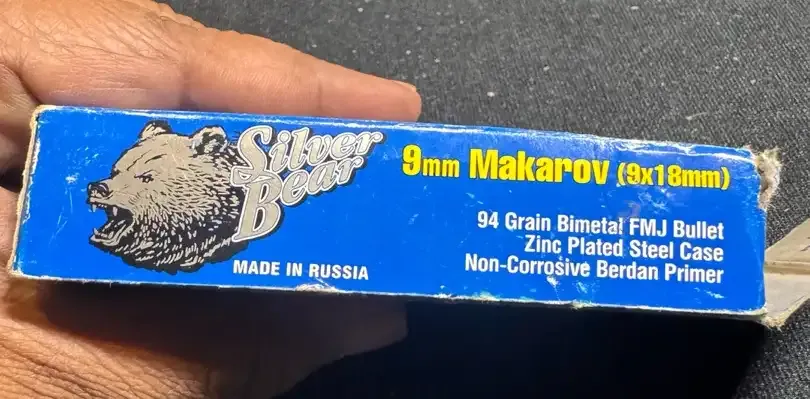 Silver
Bear
MADE IN RUSSIA
9mm Makarov (9x18mm)
94 Grain Bimetal FMJ Bullet
Zinc Plated Steel Case
Non-Corrosive Berdan Primer